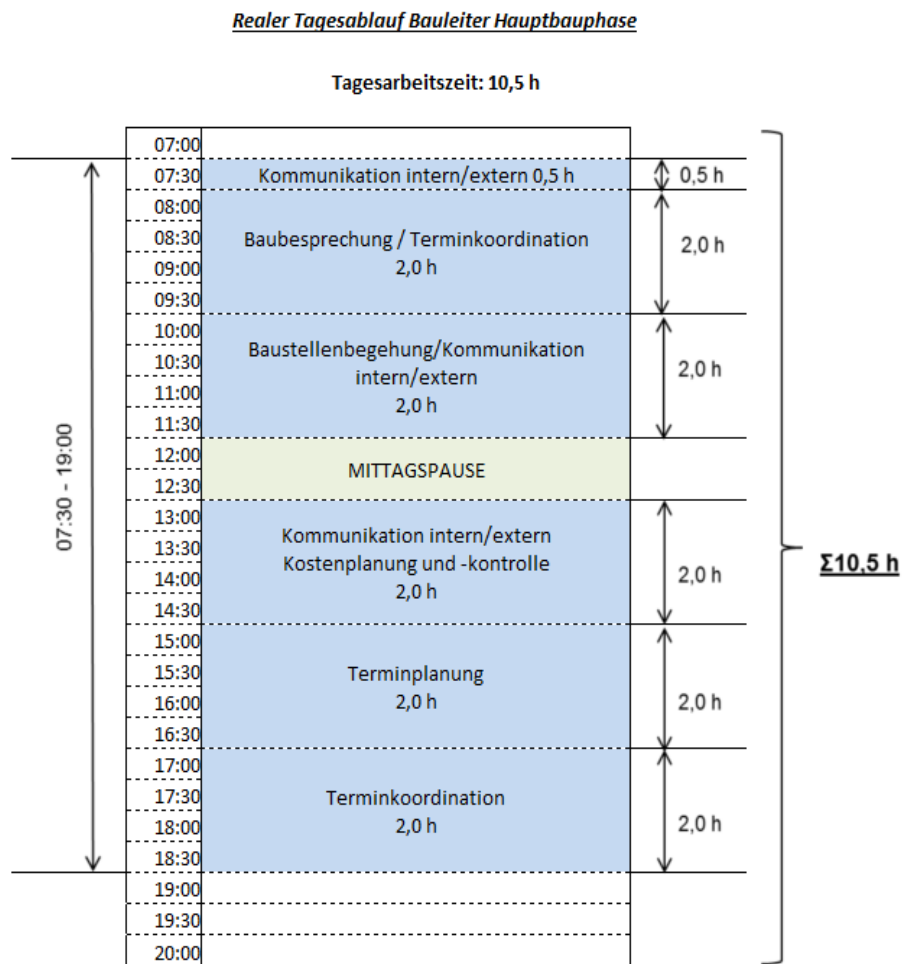 Realer Tagesablauf Bauleiter Hauptbauphase
Tagesarbeitszeit: 10,5 h
07:00
07:30 Kommunikation intern/extern 0,5 h 0,5 h
08:00
08:30 Baubesprechung / Terminkoordination 2,0 h
09:00 2,0 h
09:30
10:00
10:30 Baustellenbegehung/Kommunikation
intern/extern 2,0 h
11:00 2,0 h
11:30
12:00
12:30 MITTAGSPAUSE
07:30 - 19:00
13:00
13:30 Kommunikation intern/extern
Kostenplanung und -kontrolle
14:00 2,0 h 2,0 h
14:30
Σ10,5 h
15:00
15:30 Terminplanung
16:00 2,0 h 2,0 h
16:30
17:00
17:30 Terminkoordination
18:00 2,0 h 2,0 h
18:30
19:00
19:30
20:00